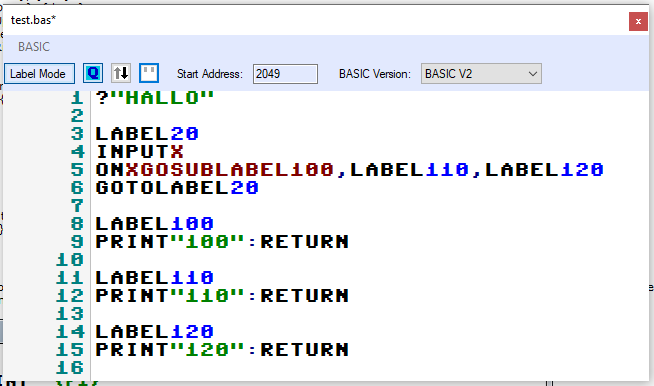 test.bas*
x
BASIC
Label Mode
Q
Start Address: 2049
BASIC Version: BASIC V2
1 ?"HALLO"
2
3 LABEL20
4 INPUTX
5 ONXGOSUBLABEL100,LABEL110,LABEL120
6 GOTOLABEL20
7
8 LABEL100
9 PRINT"100":RETURN
10
11 LABEL110
12 PRINT"110":RETURN
13
14 LABEL120
15 PRINT"120":RETURN
16